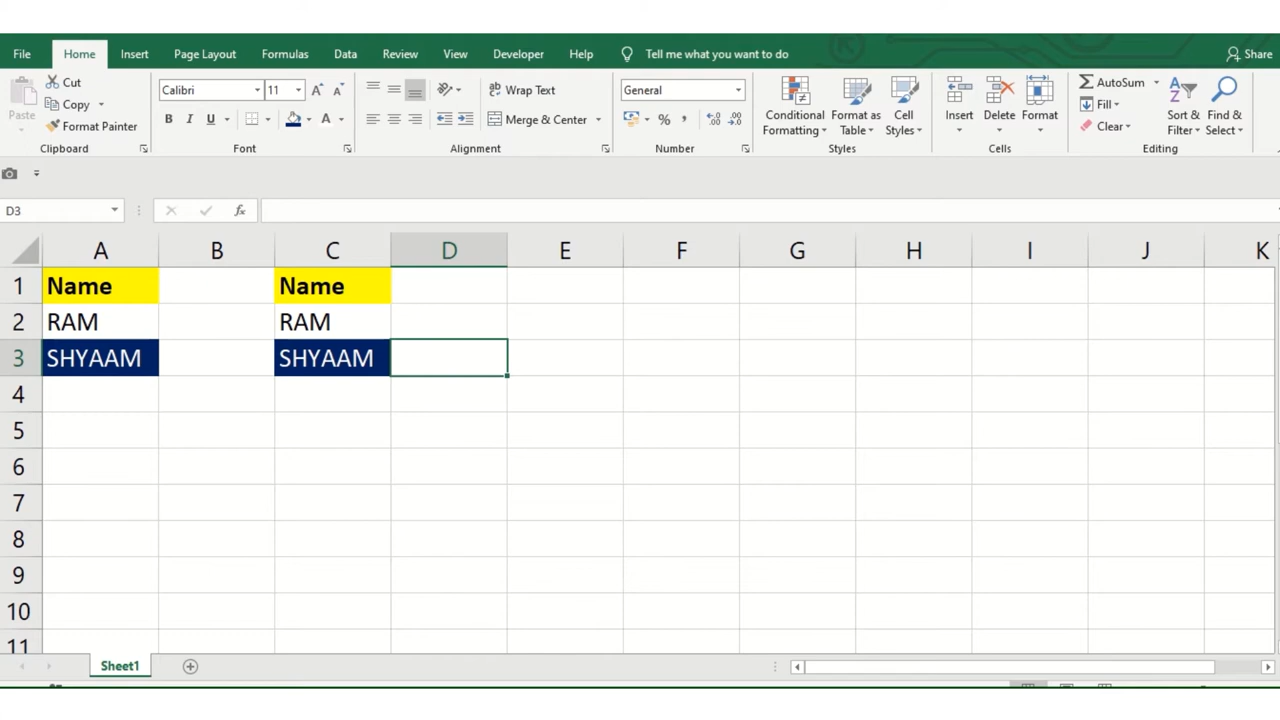 File Home Insert Page Layout Formulas Data Review View Developer Help Tell me what you want to do Share
Paste
Cut
Copy
Format Painter
Clipboard
Calibri 11 A A
B I U A
Font
Wrap Text
Merge & Center
Alignment
General
% , .00
Number
Conditional Formatting
Format as Table
Cell Styles
Styles
Insert Delete Format
Cells
AutoSum
Fill
Clear
Sort & Filter
Find & Select
Editing
D3 fx
A B C D E F G H I J K
1 Name Name
2 RAM RAM
3 SHYAAM SHYAAM
4
5
6
7
8
9
10
11
Sheet1